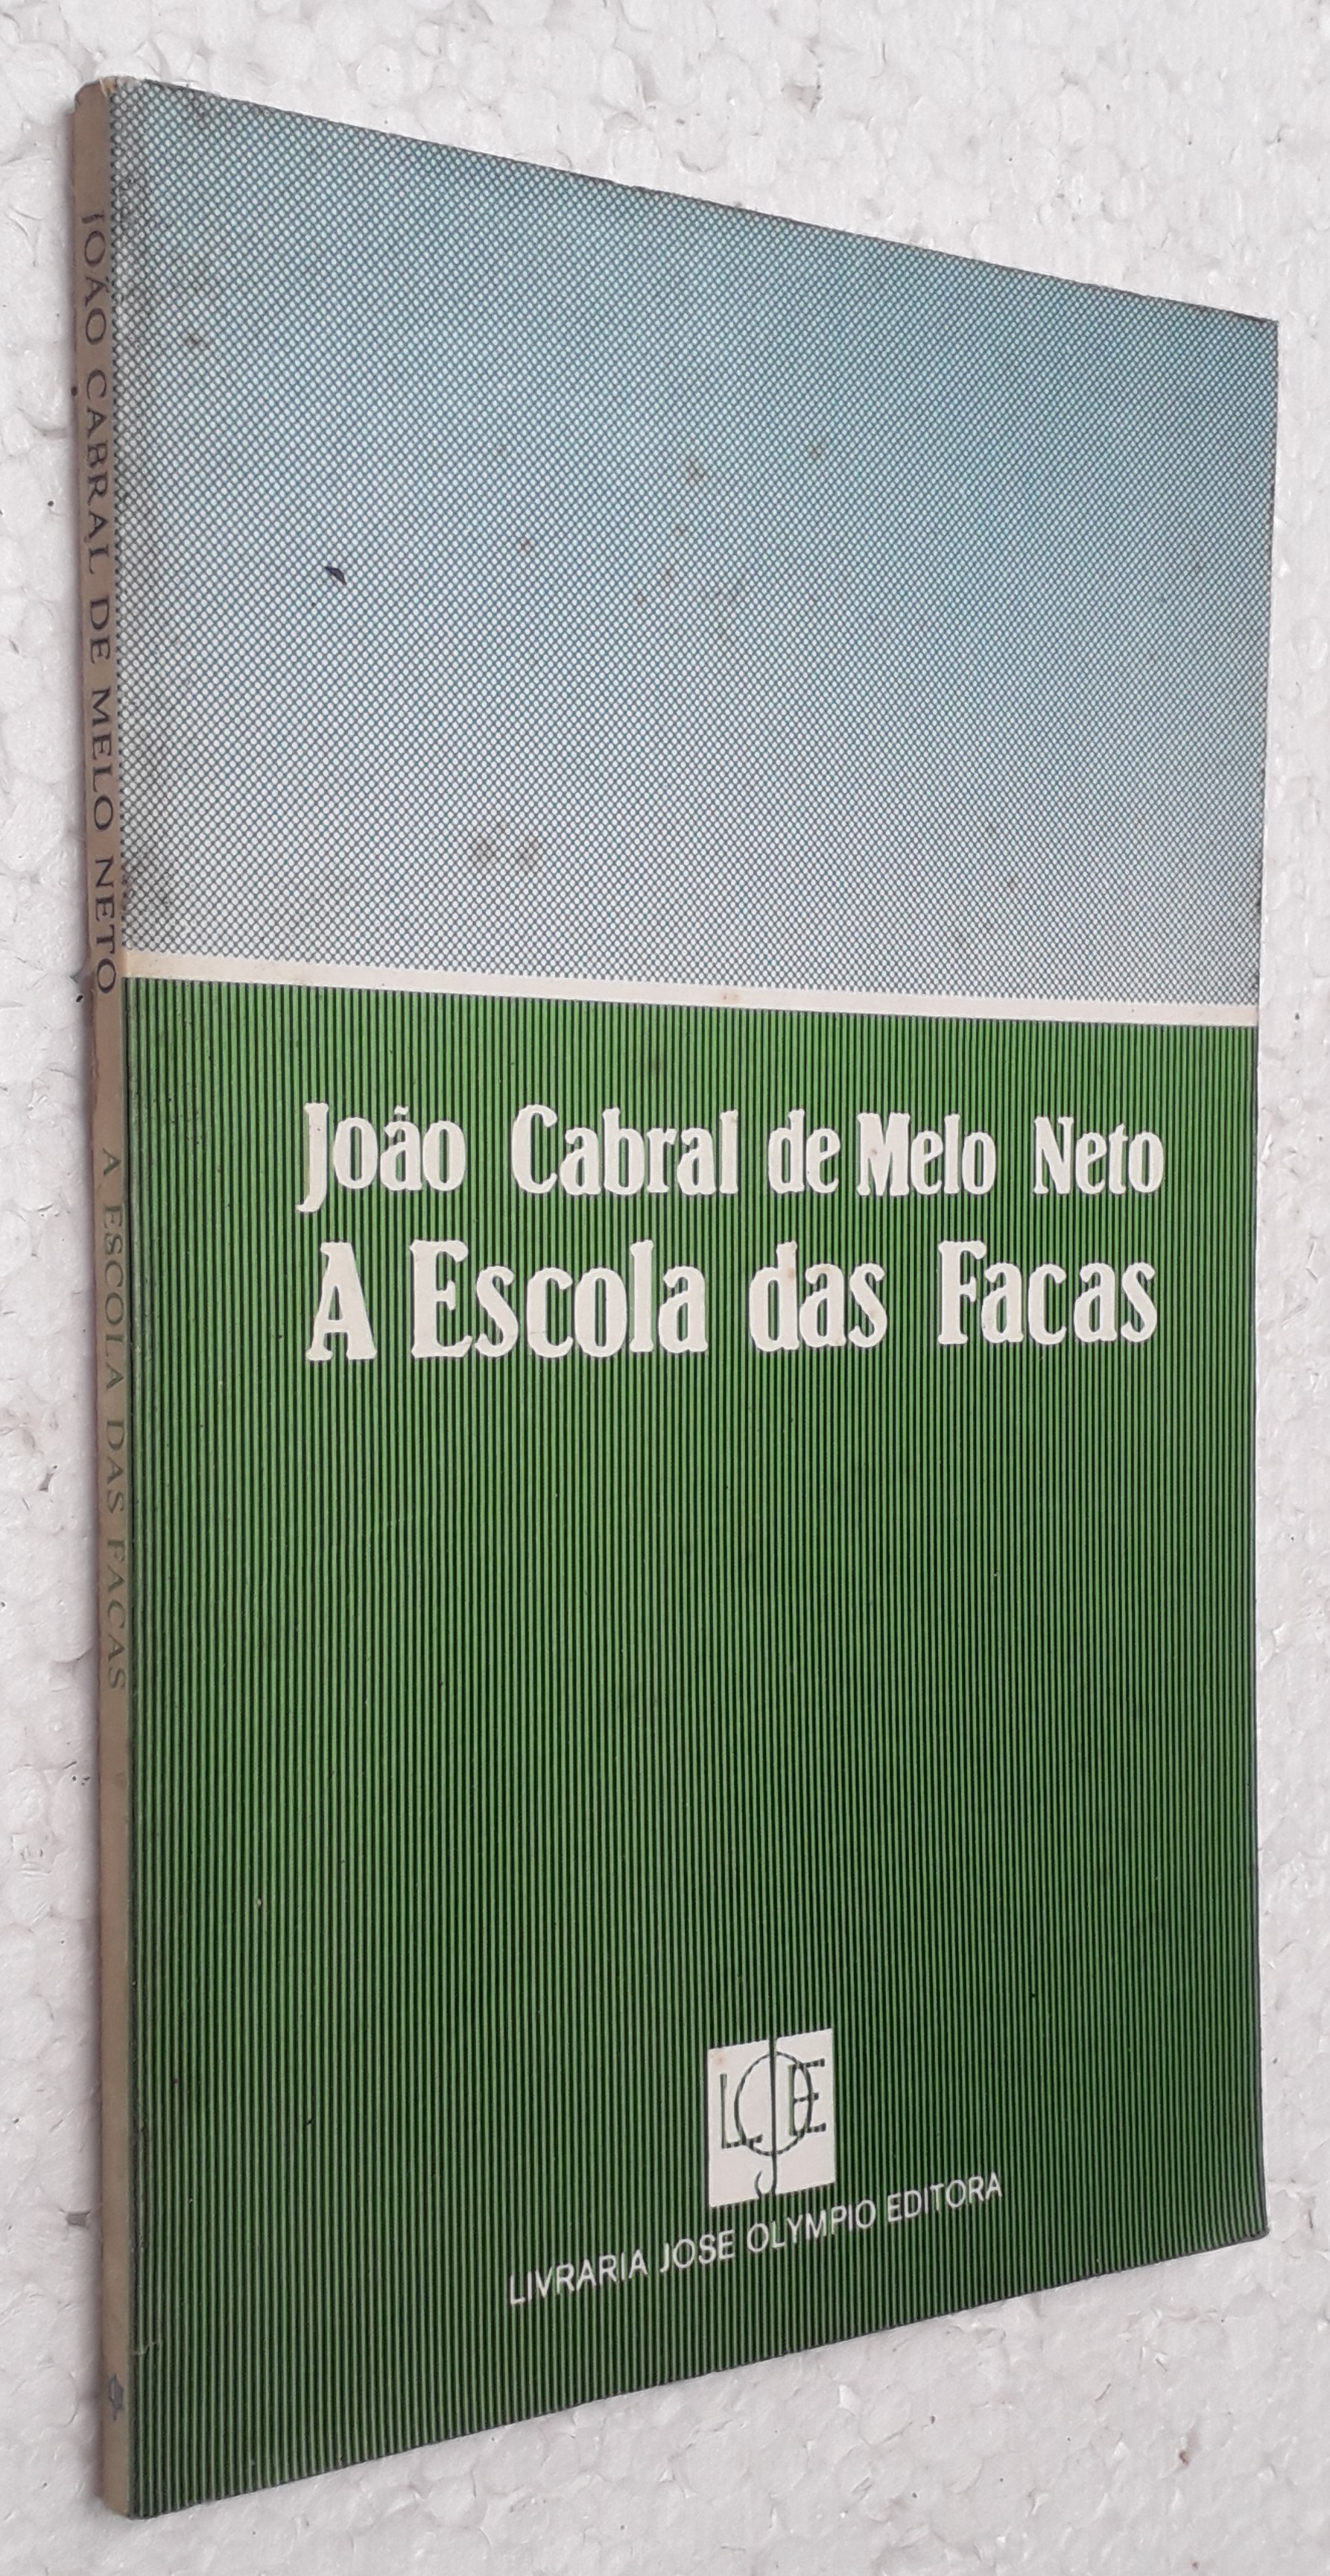 JOÃO CABRAL DE MELO NETO A ESCOLA DAS FACAS
João Cabral de Melo Neto
A Escola das Facas
LJOE
LIVRARIA JOSE OLYMPIO EDITORA